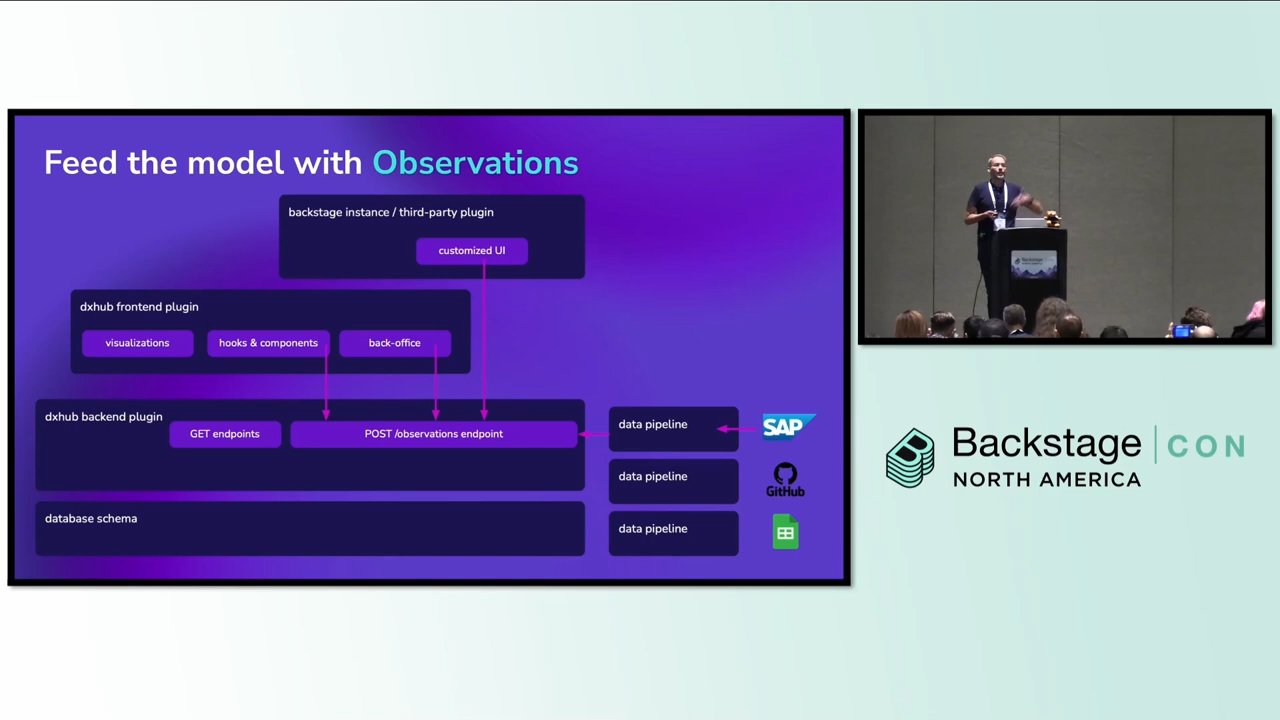 Feed the model with Observations
backstage instance / third-party plugin
customized UI
dxhub frontend plugin
visualizations
hooks & components
back-office
dxhub backend plugin
GET endpoints
POST /observations endpoint
database schema
data pipeline
SAP
data pipeline
GitHub
data pipeline
Backstage CON
NORTH AMERICA